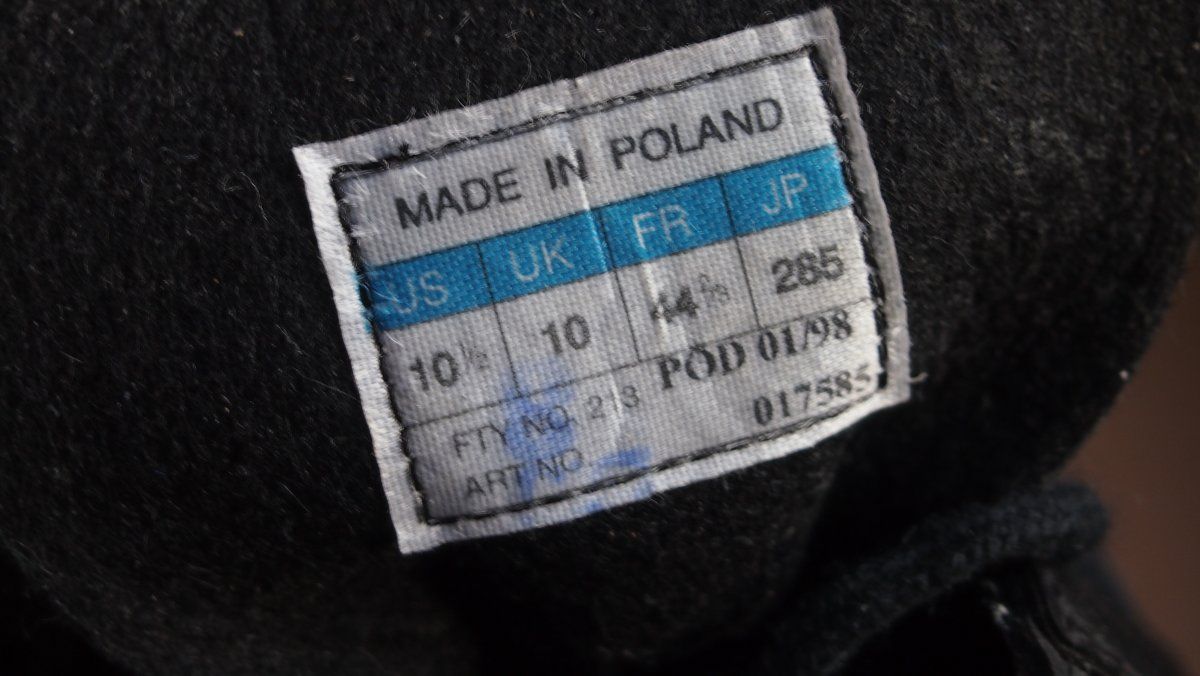 MADE IN POLAND
US UK FR JP
10½ 10 44⅔ 285
FTY NO. 213 POD 01/98
ART NO. 017585